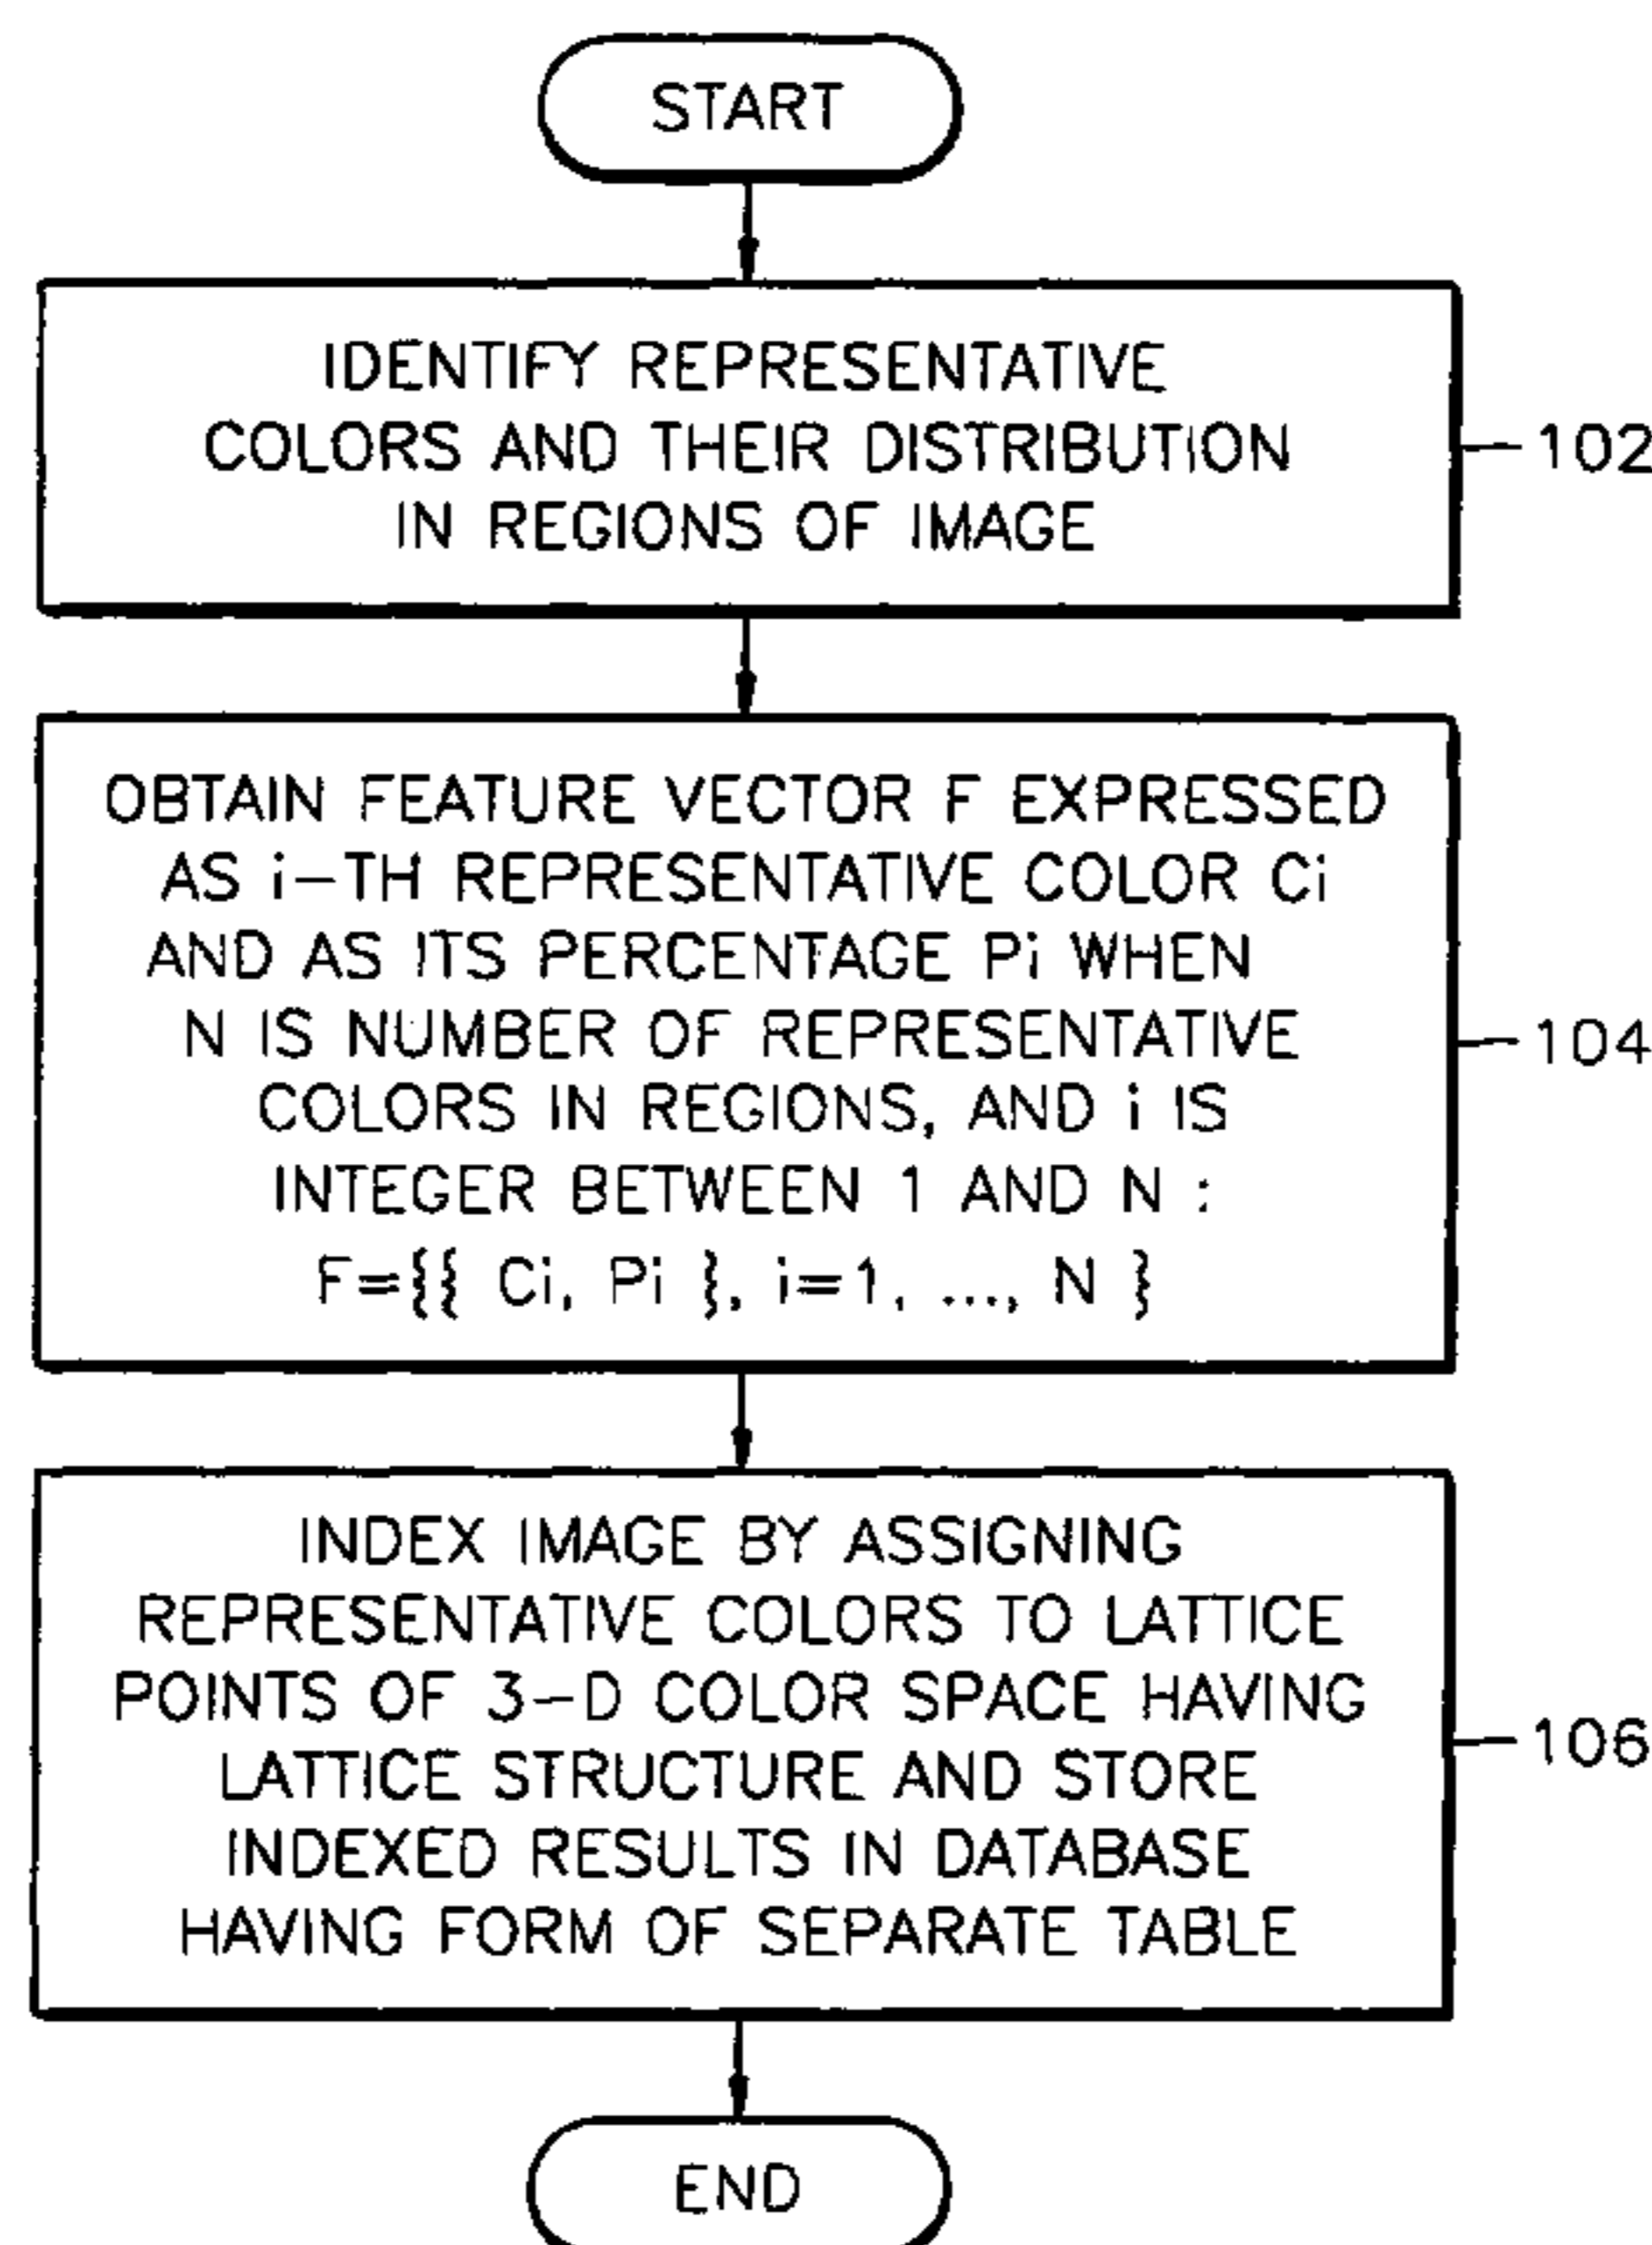 START
IDENTIFY REPRESENTATIVE
COLORS AND THEIR DISTRIBUTION
IN REGIONS OF IMAGE
102
OBTAIN FEATURE VECTOR F EXPRESSED
AS i-TH REPRESENTATIVE COLOR Ci
AND AS ITS PERCENTAGE Pi WHEN
N IS NUMBER OF REPRESENTATIVE
COLORS IN REGIONS, AND i IS
INTEGER BETWEEN 1 AND N :
F={{ Ci, Pi }, i=1, ..., N }
104
INDEX IMAGE BY ASSIGNING
REPRESENTATIVE COLORS TO LATTICE
POINTS OF 3-D COLOR SPACE HAVING
LATTICE STRUCTURE AND STORE
INDEXED RESULTS IN DATABASE
HAVING FORM OF SEPARATE TABLE
106
END